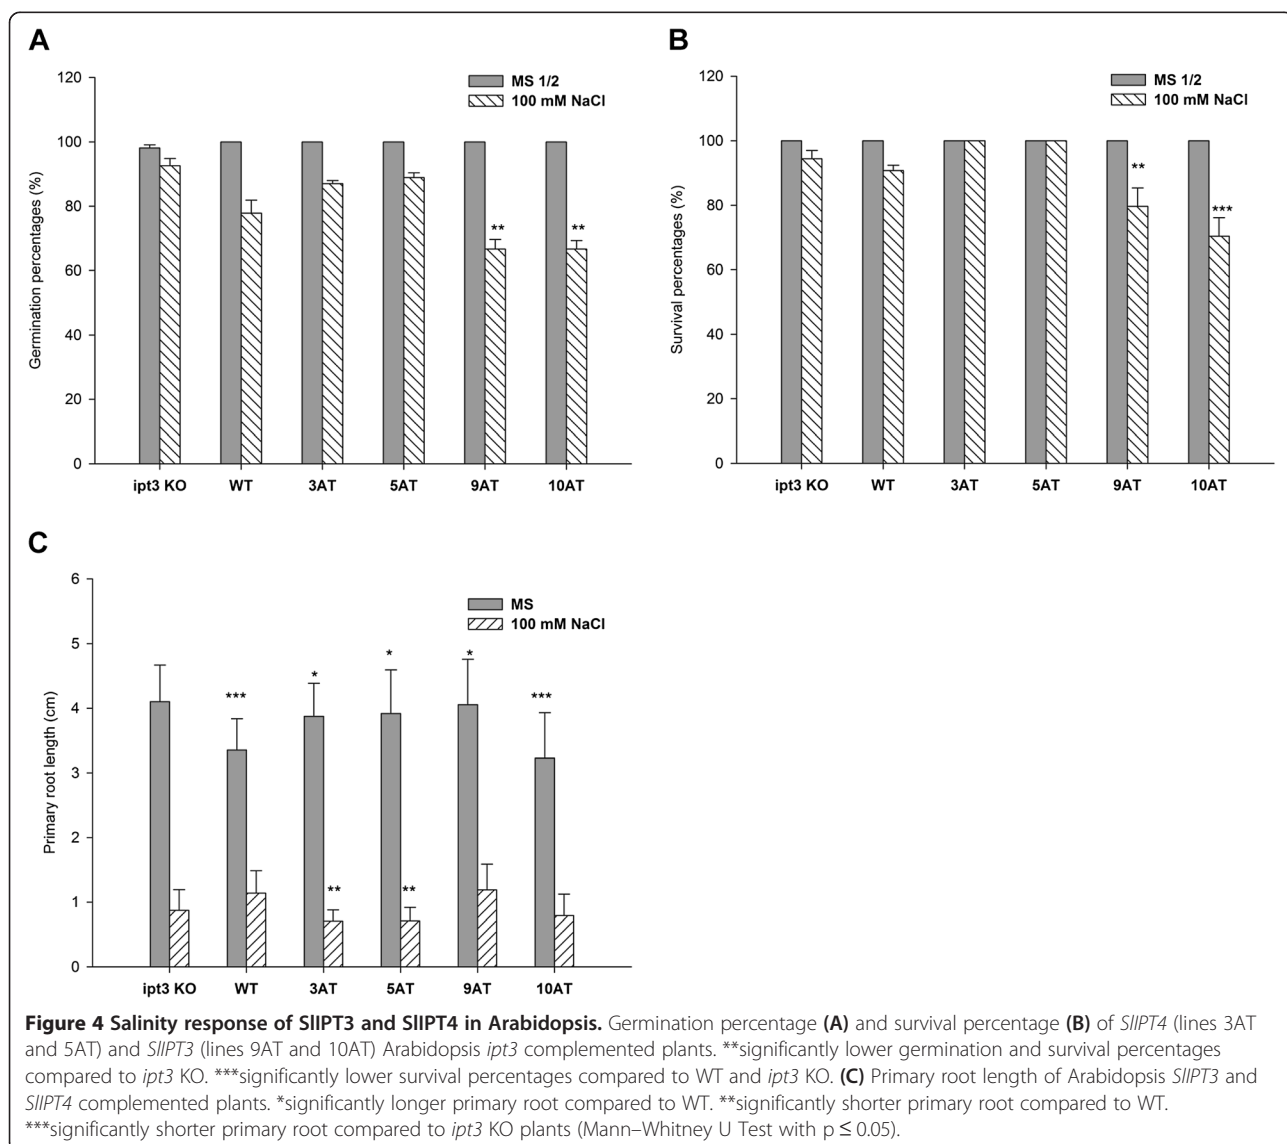 A
MS 1/2
100 mM NaCl
Germination percentages (%)
120
100
80
60
40
20
0
** **
ipt3 KO WT 3AT 5AT 9AT 10AT
B
MS 1/2
100 mM NaCl
Survival percentages (%)
120
100
80
60
40
20
0
** ***
ipt3 KO WT 3AT 5AT 9AT 10AT
C
MS
100 mM NaCl
Primary root length (cm)
6
5
4
3
2
1
0
*** * * * ***
** **
ipt3 KO WT 3AT 5AT 9AT 10AT
Figure 4 Salinity response of SlIPT3 and SlIPT4 in Arabidopsis. Germination percentage (A) and survival percentage (B) of SlIPT4 (lines 3AT
and 5AT) and SlIPT3 (lines 9AT and 10AT) Arabidopsis ipt3 complemented plants. **significantly lower germination and survival percentages
compared to ipt3 KO. ***significantly lower survival percentages compared to WT and ipt3 KO. (C) Primary root length of Arabidopsis SlIPT3 and
SlIPT4 complemented plants. *significantly longer primary root compared to WT. **significantly shorter primary root compared to WT.
***significantly shorter primary root compared to ipt3 KO plants (Mann–Whitney U Test with p ≤ 0.05).